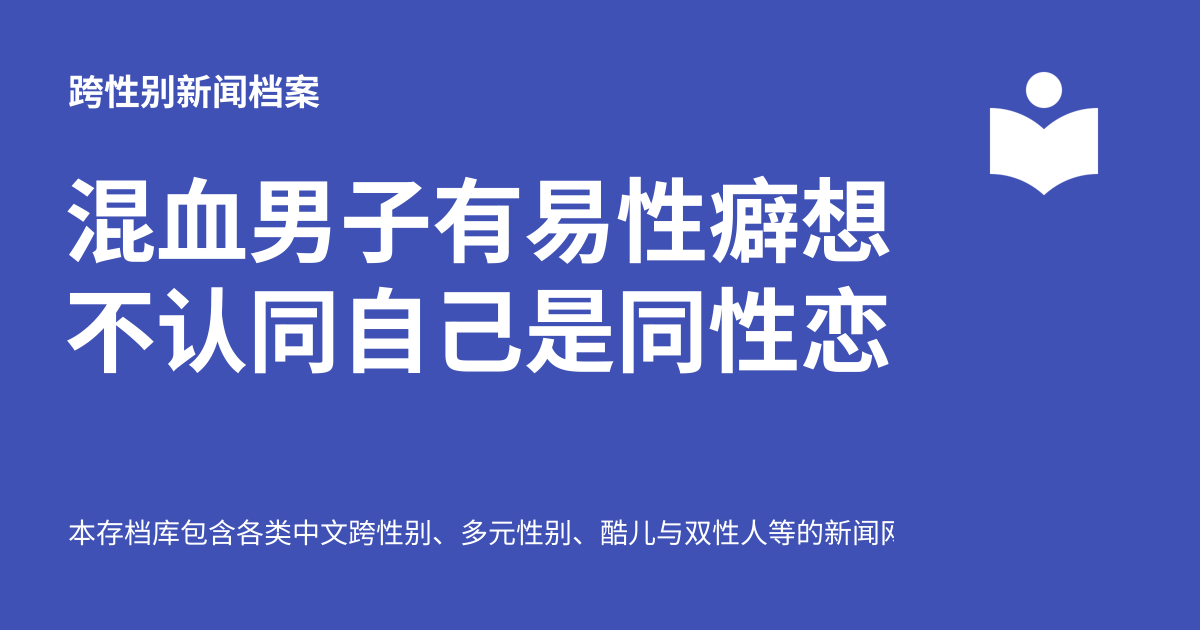 跨性别新闻档案
混血男子有易性癖想
不认同自己是同性恋
本存档库包含各类中文跨性别、多元性别、酷儿与双性人等的新闻网